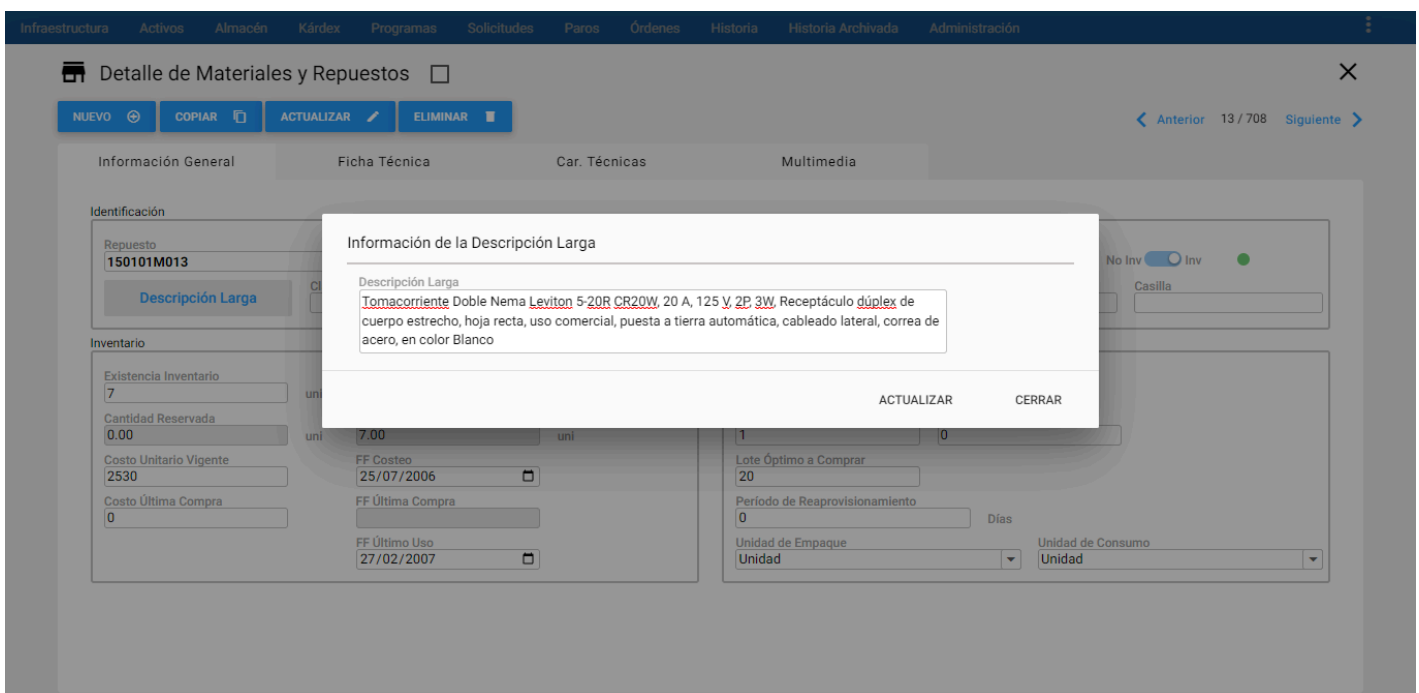 Infraestructura Activos Almacén Kárdex Programas Solicitudes Paros Órdenes Historia Historia Archivada Administración
Detalle de Materiales y Repuestos
NUEVO COPIAR ACTUALIZAR ELIMINAR
Anterior 13 / 708 Siguiente
Información General Ficha Técnica Car. Técnicas Multimedia
Identificación
Repuesto
150101M013
No Inv Inv
Descripción Larga
Casilla
Información de la Descripción Larga
Descripción Larga
Tomacorriente Doble Nema Leviton 5-20R CR20W, 20 A, 125 V, 2P, 3W, Receptáculo dúplex de
cuerpo estrecho, hoja recta, uso comercial, puesta a tierra automática, cableado lateral, correa de
acero, en color Blanco
ACTUALIZAR CERRAR
Inventario
Existencia Inventario
7
Cantidad Reservada
0.00 uni 7.00 uni 1 0
Costo Unitario Vigente FF Costeo Lote Óptimo a Comprar
2530 25/07/2006 20
Costo Última Compra FF Última Compra Período de Reaprovisionamiento
0 0 Días
FF Último Uso Unidad de Empaque Unidad de Consumo
27/02/2007 Unidad Unidad